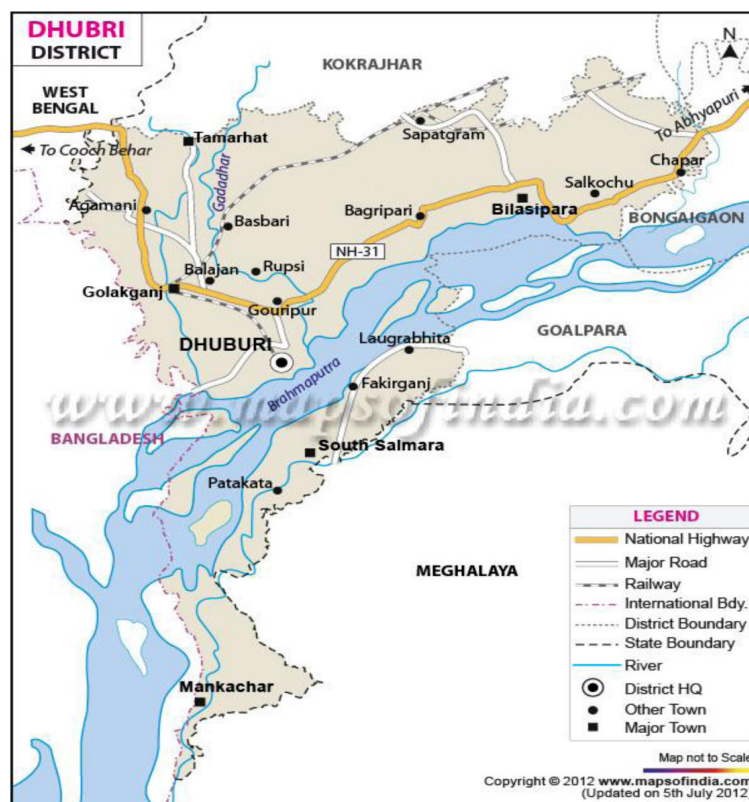 DHUBRI
DISTRICT
N
KOKRAJHAR
WEST
BENGAL
To Cooch Behar
Tamarhat
Gadadhar
Sapatgram
To Abhyapuri
Chapar
Salkochu
Bilasipara
BONGAIGAON
Agamani
Basbari
Bagripari
NH-31
Balajan
Rupsi
Golakganj
Gouripur
GOALPARA
DHUBURI
Laugrabhita
Brahmaputra
Fakirganj
www.mapsofindia.com
BANGLADESH
South Salmara
Patakata
MEGHALAYA
Mankachar
LEGEND
National Highway
Major Road
Railway
International Bdy.
District Boundary
State Boundary
River
District HQ
Other Town
Major Town
Map not to Scale
Copyright © 2012 www.mapsofindia.com
(Updated on 5th July 2012)